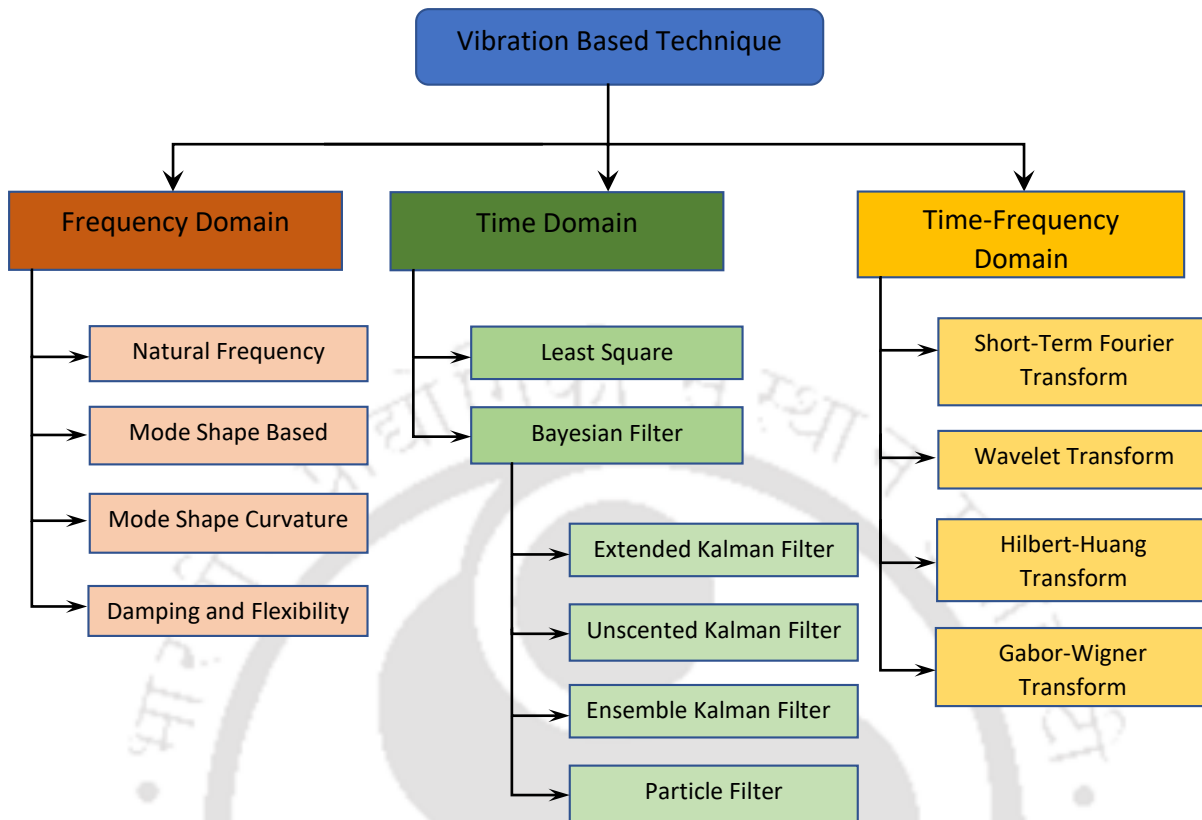 Vibration Based Technique
Frequency Domain
Natural Frequency
Mode Shape Based
Mode Shape Curvature
Damping and Flexibility
Time Domain
Least Square
Bayesian Filter
Extended Kalman Filter
Unscented Kalman Filter
Ensemble Kalman Filter
Particle Filter
Time-Frequency
Domain
Short-Term Fourier
Transform
Wavelet Transform
Hilbert-Huang
Transform
Gabor-Wigner
Transform